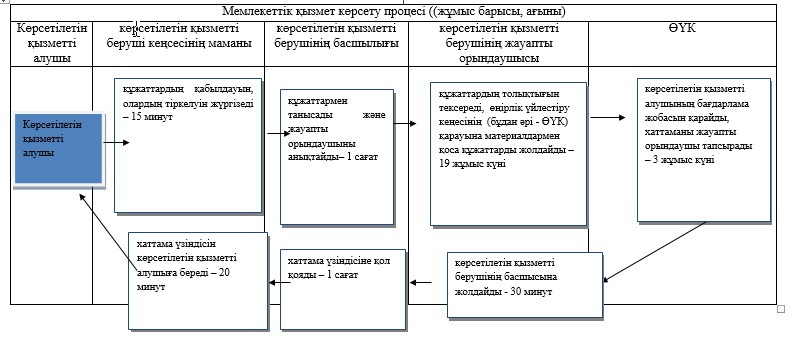 Мемлекеттік қызмет көрсету процесі ((жұмыс барысы, ағыны)
Көрсетілетін
қызметті
алушы
көрсетілетін қызметті
беруші кеңсесінің маманы
көрсетілетін қызметті
берушінің басшылығы
көрсетілетін қызметті
берушінің жауапты
орындаушысы
ӨҮК
Көрсетілетін
қызметті
алушы
құжаттардың қабылдауын,
олардың тіркелуін жүргізеді
– 15 минут
құжаттармен
танысады және
жауапты
орындаушыны
анықтайды– 1 сағат
құжаттардың толықтығын
тексереді, өңірлік үйлестіру
кеңесінің (бұдан әрі - ӨҮК)
қарауына материалдармен
қоса құжаттарды жолдайды –
19 жұмыс күні
көрсетілетін қызметті
алушының бағдарлама
жобасын қарайды,
хаттаманы жауапты
орындаушы тапсырады
– 3 жұмыс күні
хаттама үзіндісін
көрсетілетін қызметті
алушыға береді – 20
минут
хаттама үзіндісіне қол
қояды – 1 сағат
көрсетілетін қызметті
берушінің басшысына
жолдайды - 30 минут